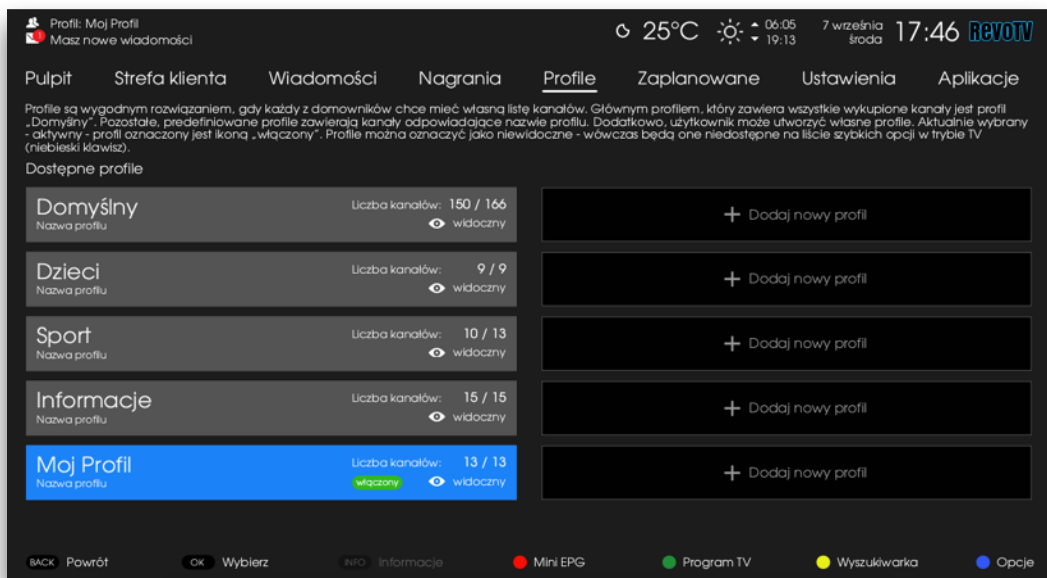 Profil: Moj Profil
1
Masz nowe wiadomości
25°C
06:05
19:13
7 września
środa
17:46
RevoTV
Pulpit Strefa klienta Wiadomości Nagrania Profile Zaplanowane Ustawienia Aplikacje
Profile są wygodnym rozwiązaniem, gdy każdy z domowników chce mieć własną listę kanałów. Głównym profilem, który zawiera wszystkie wykupione kanały jest profil
„Domyślny”. Pozostałe, predefiniowane profile zawierają kanały odpowiadające nazwie profilu. Dodatkowo, użytkownik może utworzyć własne profile. Aktualnie wybrany
- aktywny - profil oznaczony jest ikoną „włączony”. Profile można oznaczyć jako niewidoczne - wówczas będą one niedostępne na liście szybkich opcji w trybie TV
(niebieski klawisz).
Dostępne profile
Domyślny Liczba kanałów: 150 / 166
Nazwa profilu widoczny
+ Dodaj nowy profil
Dzieci Liczba kanałów: 9 / 9
Nazwa profilu widoczny
+ Dodaj nowy profil
Sport Liczba kanałów: 10 / 13
Nazwa profilu widoczny
+ Dodaj nowy profil
Informacje Liczba kanałów: 15 / 15
Nazwa profilu widoczny
+ Dodaj nowy profil
Moj Profil Liczba kanałów: 13 / 13
Nazwa profilu włączony widoczny
+ Dodaj nowy profil
BACK Powrót OK Wybierz INFO Informacje Mini EPG Program TV Wyszukiwarka Opcje